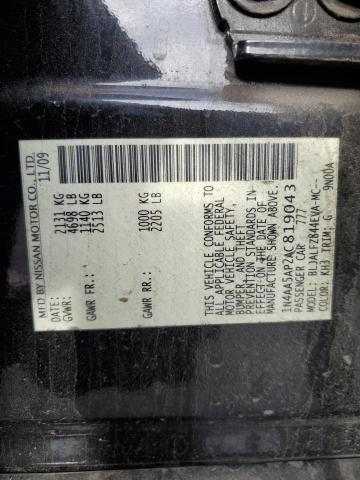 MFD BY NISSAN MOTOR CO., LTD.
11/09
GVWR: 2131 KG
4698 LB
GAWR FR.: 1140 KG
2513 LB
GAWR RR.: 1000 KG
2205 LB
THIS VEHICLE CONFORMS TO
ALL APPLICABLE FEDERAL
MOTOR VEHICLE SAFETY,
BUMPER, AND THEFT
PREVENTION STANDARDS IN
EFFECT ON THE DATE OF
MANUFACTURE SHOWN ABOVE.
1N4AA5AP2AC819043
PASSENGER CAR 777
MODEL: BLJALFZ844EVA-MC--
COLOR: KH3 TRIM: G 9N00A